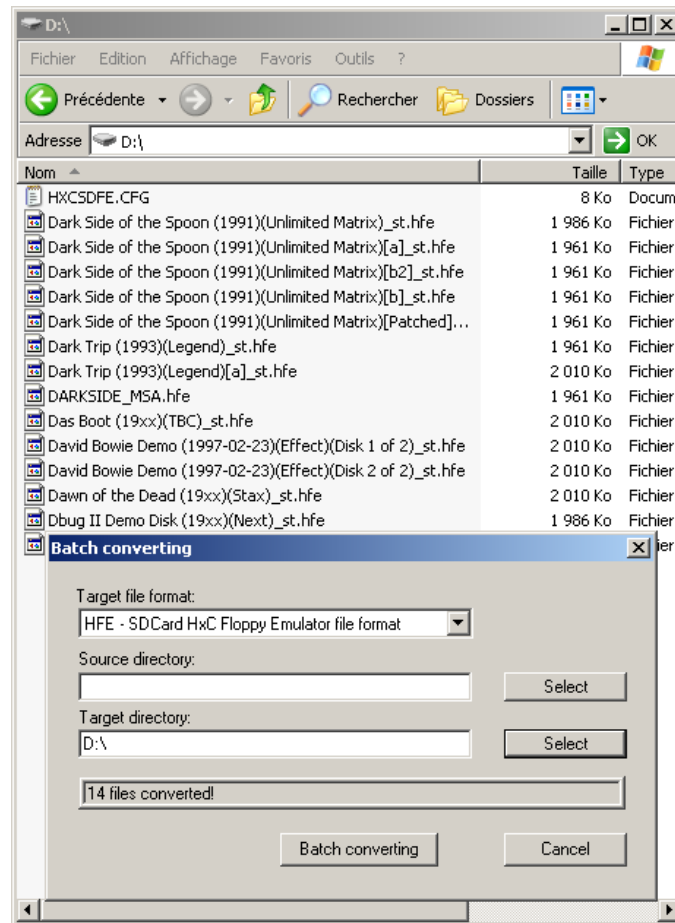 D:\
Fichier Edition Affichage Favoris Outils ?
Précédente Rechercher Dossiers
Adresse D:\ OK
Nom Taille Type
HXCSDFE.CFG 8 Ko Docum
Dark Side of the Spoon (1991)(Unlimited Matrix)_st.hfe 1 986 Ko Fichier
Dark Side of the Spoon (1991)(Unlimited Matrix)[a]_st.hfe 1 961 Ko Fichier
Dark Side of the Spoon (1991)(Unlimited Matrix)[b2]_st.hfe 1 961 Ko Fichier
Dark Side of the Spoon (1991)(Unlimited Matrix)[b]_st.hfe 1 961 Ko Fichier
Dark Side of the Spoon (1991)(Unlimited Matrix)[Patched]... 1 961 Ko Fichier
Dark Trip (1993)(Legend)_st.hfe 1 961 Ko Fichier
Dark Trip (1993)(Legend)[a]_st.hfe 2 010 Ko Fichier
DARKSIDE_MSA.hfe 1 961 Ko Fichier
Das Boot (19xx)(TBC)_st.hfe 2 010 Ko Fichier
David Bowie Demo (1997-02-23)(Effect)(Disk 1 of 2)_st.hfe 2 010 Ko Fichier
David Bowie Demo (1997-02-23)(Effect)(Disk 2 of 2)_st.hfe 2 010 Ko Fichier
Dawn of the Dead (19xx)(Stax)_st.hfe 2 010 Ko Fichier
Dbug II Demo Disk (19xx)(Next)_st.hfe 1 986 Ko Fichier
Batch converting
Target file format:
HFE - SDCard HxC Floppy Emulator file format
Source directory:
Select
Target directory:
D:\ Select
14 files converted!
Batch converting Cancel